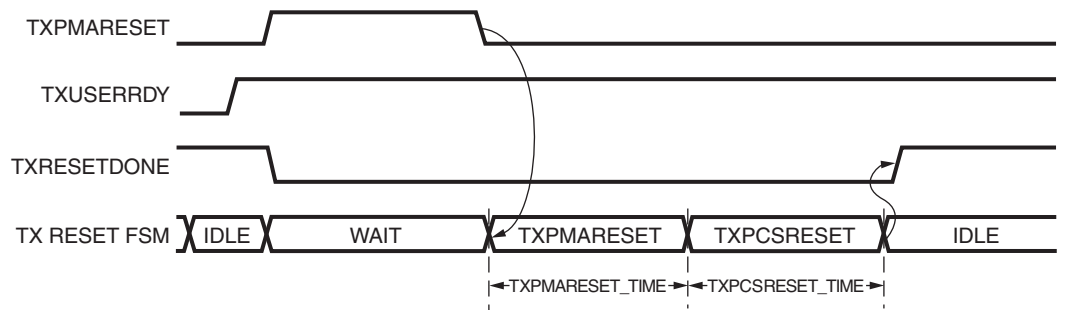 TXPMARESET
TXUSERRDY
TXRESETDONE
TX RESET FSM IDLE WAIT TXPMARESET TXPCSRESET IDLE
TXPMARESET_TIME TXPCSRESET_TIME